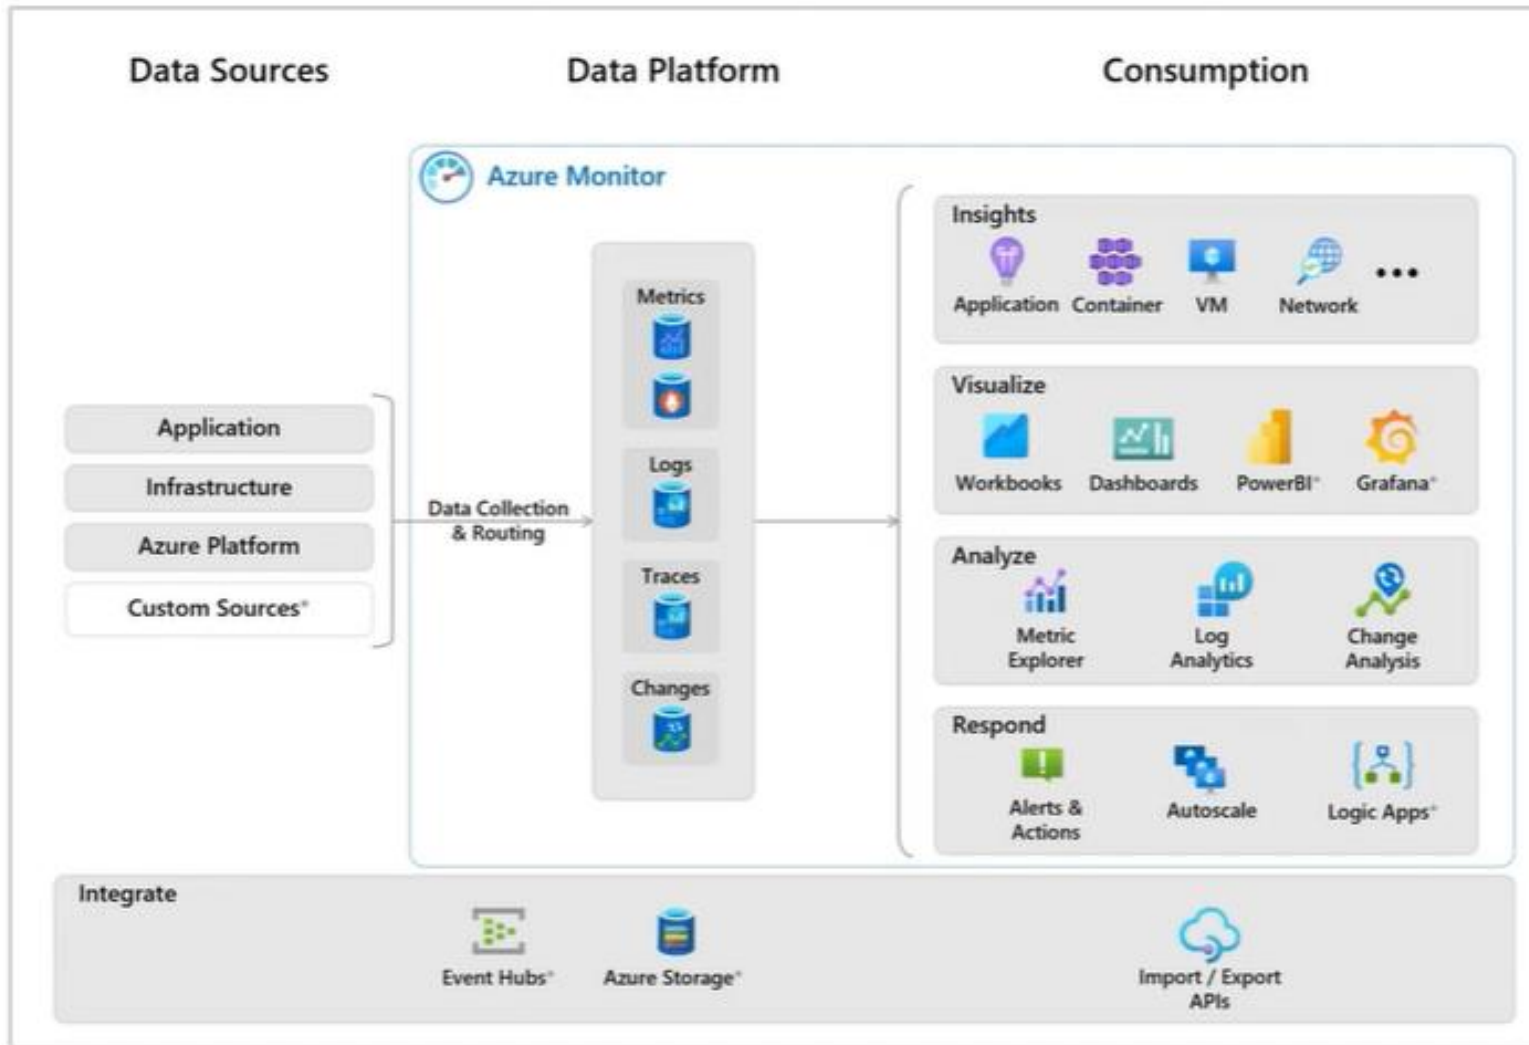 Data Sources
Data Platform
Consumption
Azure Monitor
Application
Infrastructure
Azure Platform
Custom Sources*
Data Collection
& Routing
Metrics
Logs
Traces
Changes
Insights
Application
Container
VM
Network
•••
Visualize
Workbooks
Dashboards
PowerBI*
Grafana*
Analyze
Metric
Explorer
Log
Analytics
Change
Analysis
Respond
Alerts &
Actions
Autoscale
Logic Apps*
Integrate
Event Hubs*
Azure Storage*
Import / Export
APIs